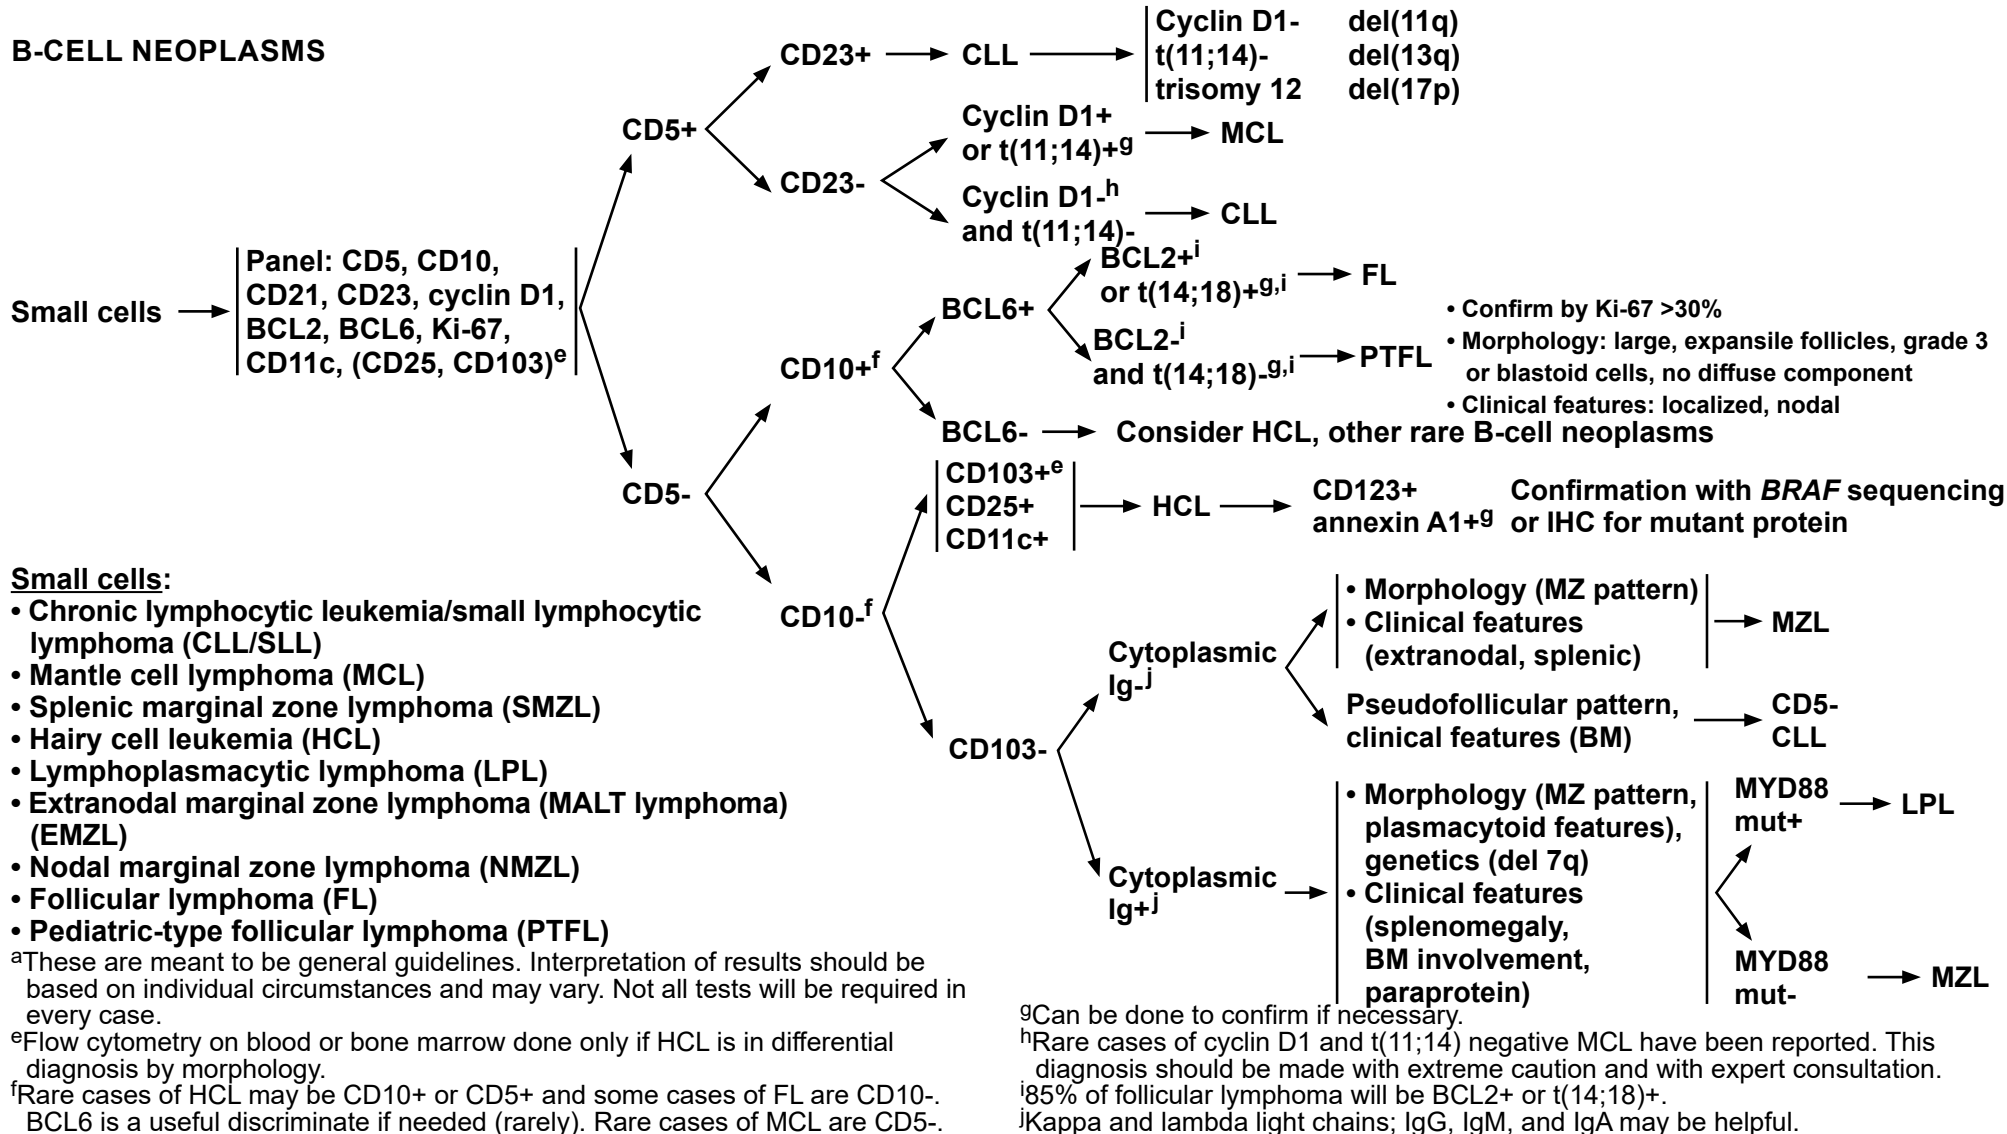 B-CELL NEOPLASMS
Small cells
Panel: CD5, CD10,
CD21, CD23, cyclin D1,
BCL2, BCL6, Ki-67,
CD11c, (CD25, CD103)e
CD5+
CD23+
CLL
Cyclin D1- del(11q)
t(11;14)- del(13q)
trisomy 12 del(17p)
CD23-
Cyclin D1+
or t(11;14)+g
MCL
Cyclin D1-h
and t(11;14)-
CLL
CD5-
CD10+f
BCL6+
BCL2+i
or t(14;18)+g,i
FL
BCL2-i
and t(14;18)-g,i
PTFL
• Confirm by Ki-67 >30%
• Morphology: large, expansile follicles, grade 3
or blastoid cells, no diffuse component
• Clinical features: localized, nodal
BCL6-
Consider HCL, other rare B-cell neoplasms
CD10-f
CD103+e
CD25+
CD11c+
HCL
CD123+
annexin A1+g
Confirmation with BRAF sequencing
or IHC for mutant protein
CD103-
Cytoplasmic
Ig-j
• Morphology (MZ pattern)
• Clinical features
(extranodal, splenic)
MZL
Pseudofollicular pattern,
clinical features (BM)
CD5-
CLL
Cytoplasmic
Ig+j
• Morphology (MZ pattern,
plasmacytoid features),
genetics (del 7q)
• Clinical features
(splenomegaly,
BM involvement,
paraprotein)
MYD88
mut+
LPL
MYD88
mut-
MZL
Small cells:
• Chronic lymphocytic leukemia/small lymphocytic
lymphoma (CLL/SLL)
• Mantle cell lymphoma (MCL)
• Splenic marginal zone lymphoma (SMZL)
• Hairy cell leukemia (HCL)
• Lymphoplasmacytic lymphoma (LPL)
• Extranodal marginal zone lymphoma (MALT lymphoma)
(EMZL)
• Nodal marginal zone lymphoma (NMZL)
• Follicular lymphoma (FL)
• Pediatric-type follicular lymphoma (PTFL)
aThese are meant to be general guidelines. Interpretation of results should be
based on individual circumstances and may vary. Not all tests will be required in
every case.
eFlow cytometry on blood or bone marrow done only if HCL is in differential
diagnosis by morphology.
fRare cases of HCL may be CD10+ or CD5+ and some cases of FL are CD10-.
BCL6 is a useful discriminate if needed (rarely). Rare cases of MCL are CD5-.
gCan be done to confirm if necessary.
hRare cases of cyclin D1 and t(11;14) negative MCL have been reported. This
diagnosis should be made with extreme caution and with expert consultation.
i85% of follicular lymphoma will be BCL2+ or t(14;18)+.
jKappa and lambda light chains; IgG, IgM, and IgA may be helpful.